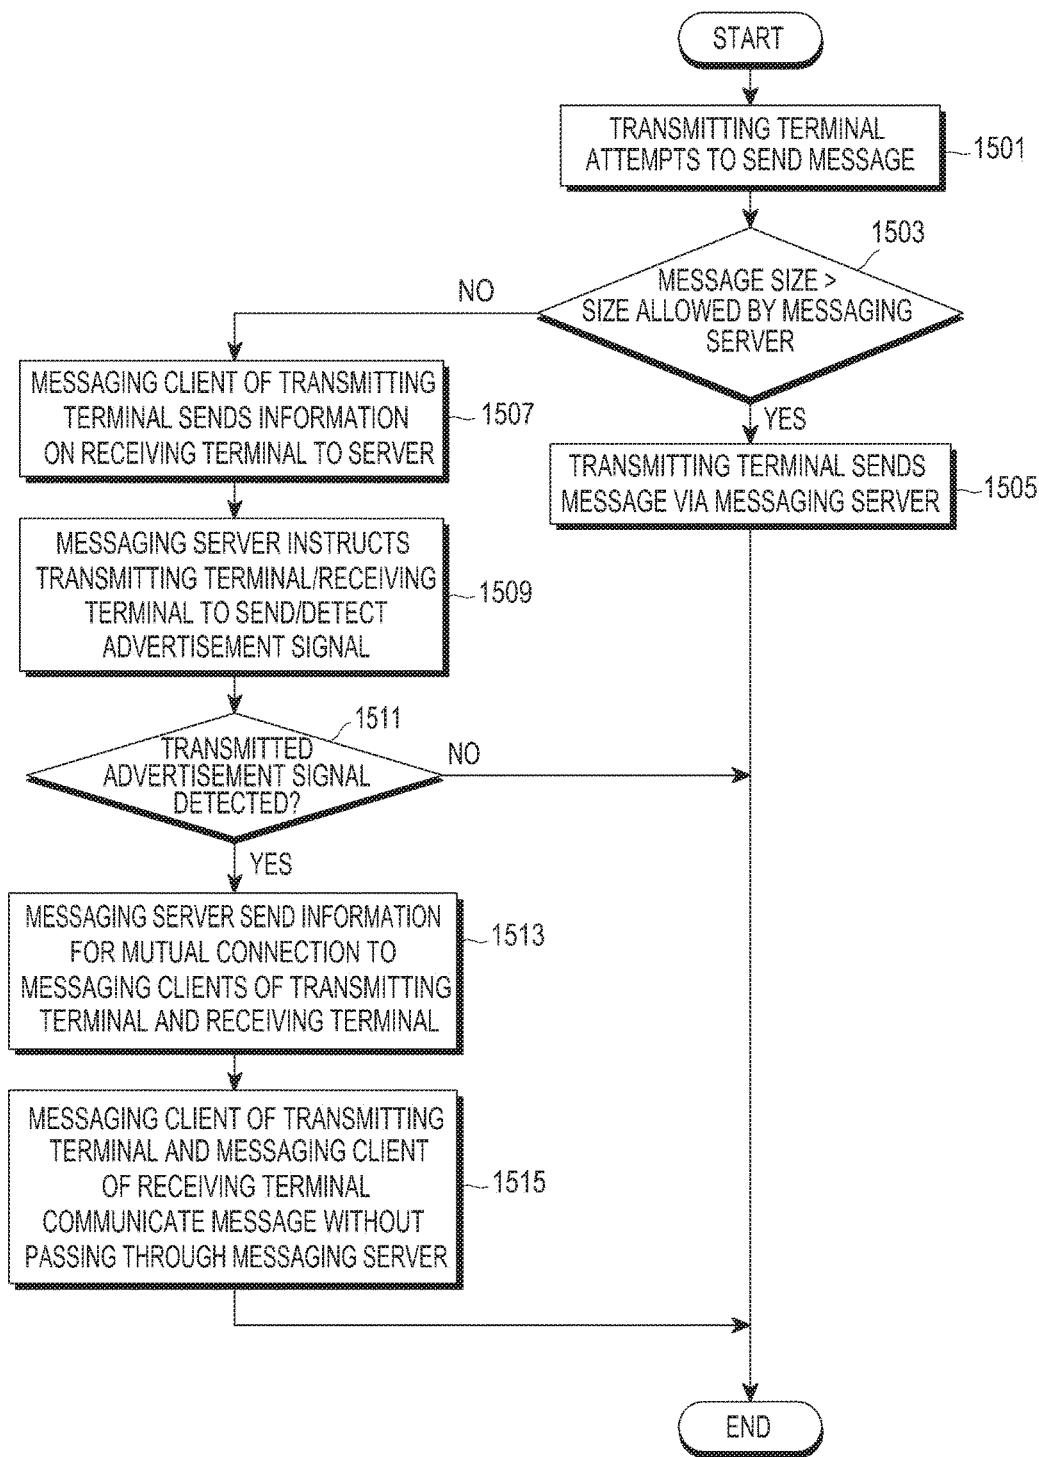 START
TRANSMITTING TERMINAL
ATTEMPTS TO SEND MESSAGE
1501
1503
MESSAGE SIZE >
SIZE ALLOWED BY MESSAGING
SERVER
NO
YES
MESSAGING CLIENT OF TRANSMITTING
TERMINAL SENDS INFORMATION
ON RECEIVING TERMINAL TO SERVER
1507
TRANSMITTING TERMINAL SENDS
MESSAGE VIA MESSAGING SERVER
1505
MESSAGING SERVER INSTRUCTS
TRANSMITTING TERMINAL/RECEIVING
TERMINAL TO SEND/DETECT
ADVERTISEMENT SIGNAL
1509
1511
TRANSMITTED
ADVERTISEMENT SIGNAL
DETECTED?
NO
YES
MESSAGING SERVER SEND INFORMATION
FOR MUTUAL CONNECTION TO
MESSAGING CLIENTS OF TRANSMITTING
TERMINAL AND RECEIVING TERMINAL
1513
MESSAGING CLIENT OF TRANSMITTING
TERMINAL AND MESSAGING CLIENT
OF RECEIVING TERMINAL
COMMUNICATE MESSAGE WITHOUT
PASSING THROUGH MESSAGING SERVER
1515
END